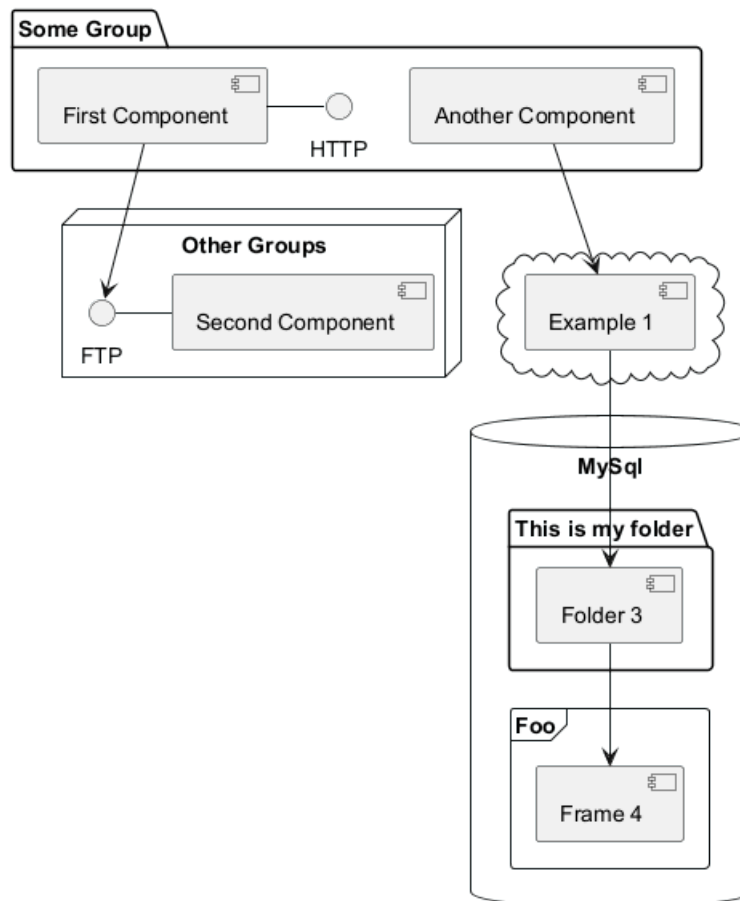 Some Group
First Component
HTTP
Another Component
Other Groups
FTP
Second Component
Example 1
MySql
This is my folder
Folder 3
Foo
Frame 4